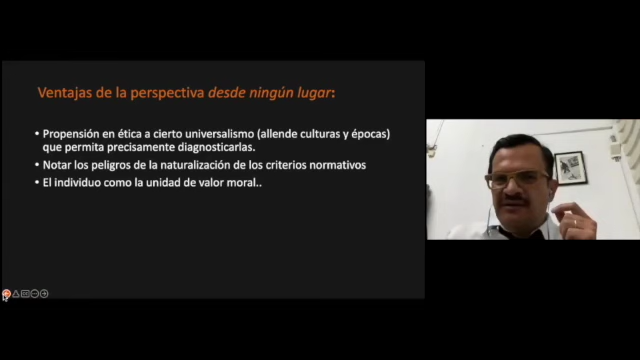 Ventajas de la perspectiva desde ningún lugar:
• Propensión en ética a cierto universalismo (allende culturas y épocas)
que permita precisamente diagnosticarlas.
• Notar los peligros de la naturalización de los criterios normativos
• El individuo como la unidad de valor moral..